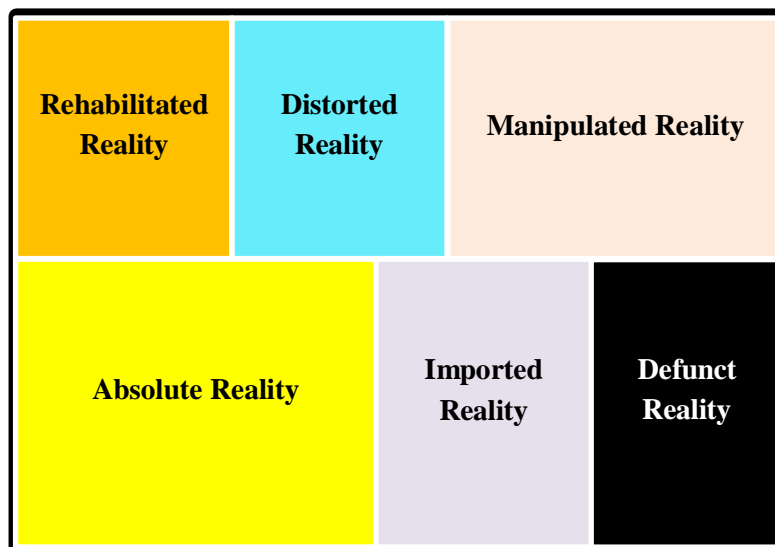 Rehabilitated
Reality
Distorted
Reality
Manipulated Reality
Absolute Reality
Imported
Reality
Defunct
Reality